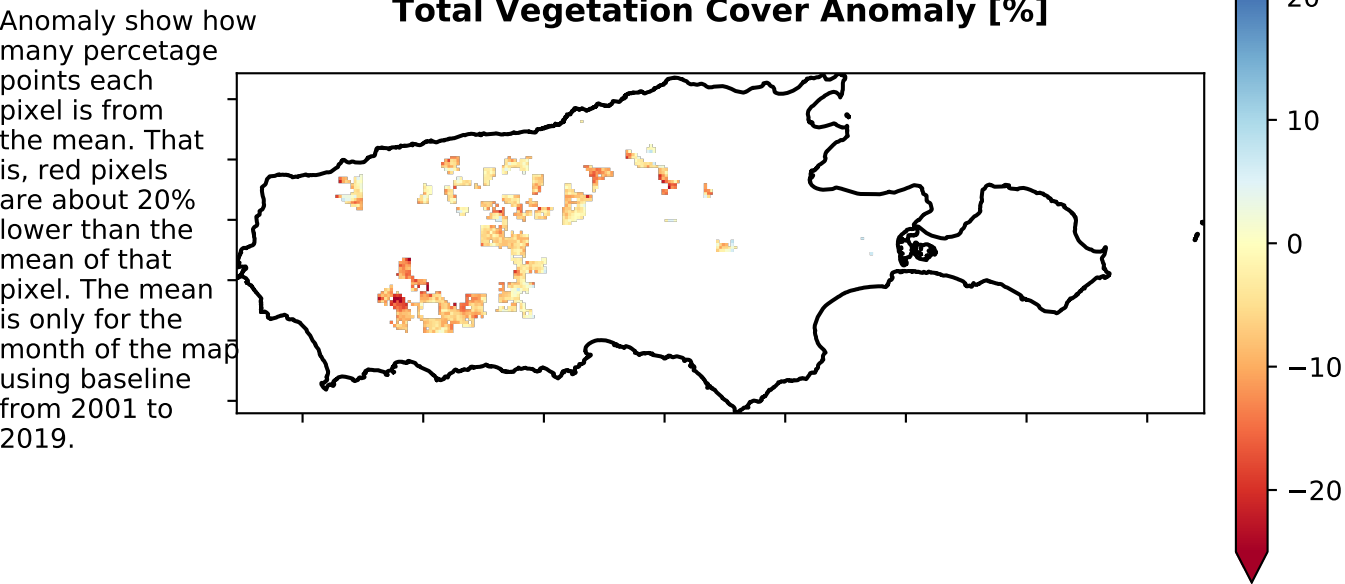 Total Vegetation Cover Anomaly [%]
Anomaly show how
many percetage
points each
pixel is from
the mean. That
is, red pixels
are about 20%
lower than the
mean of that
pixel. The mean
is only for the
month of the map
using baseline
from 2001 to
2019.
20
10
0
−10
−20